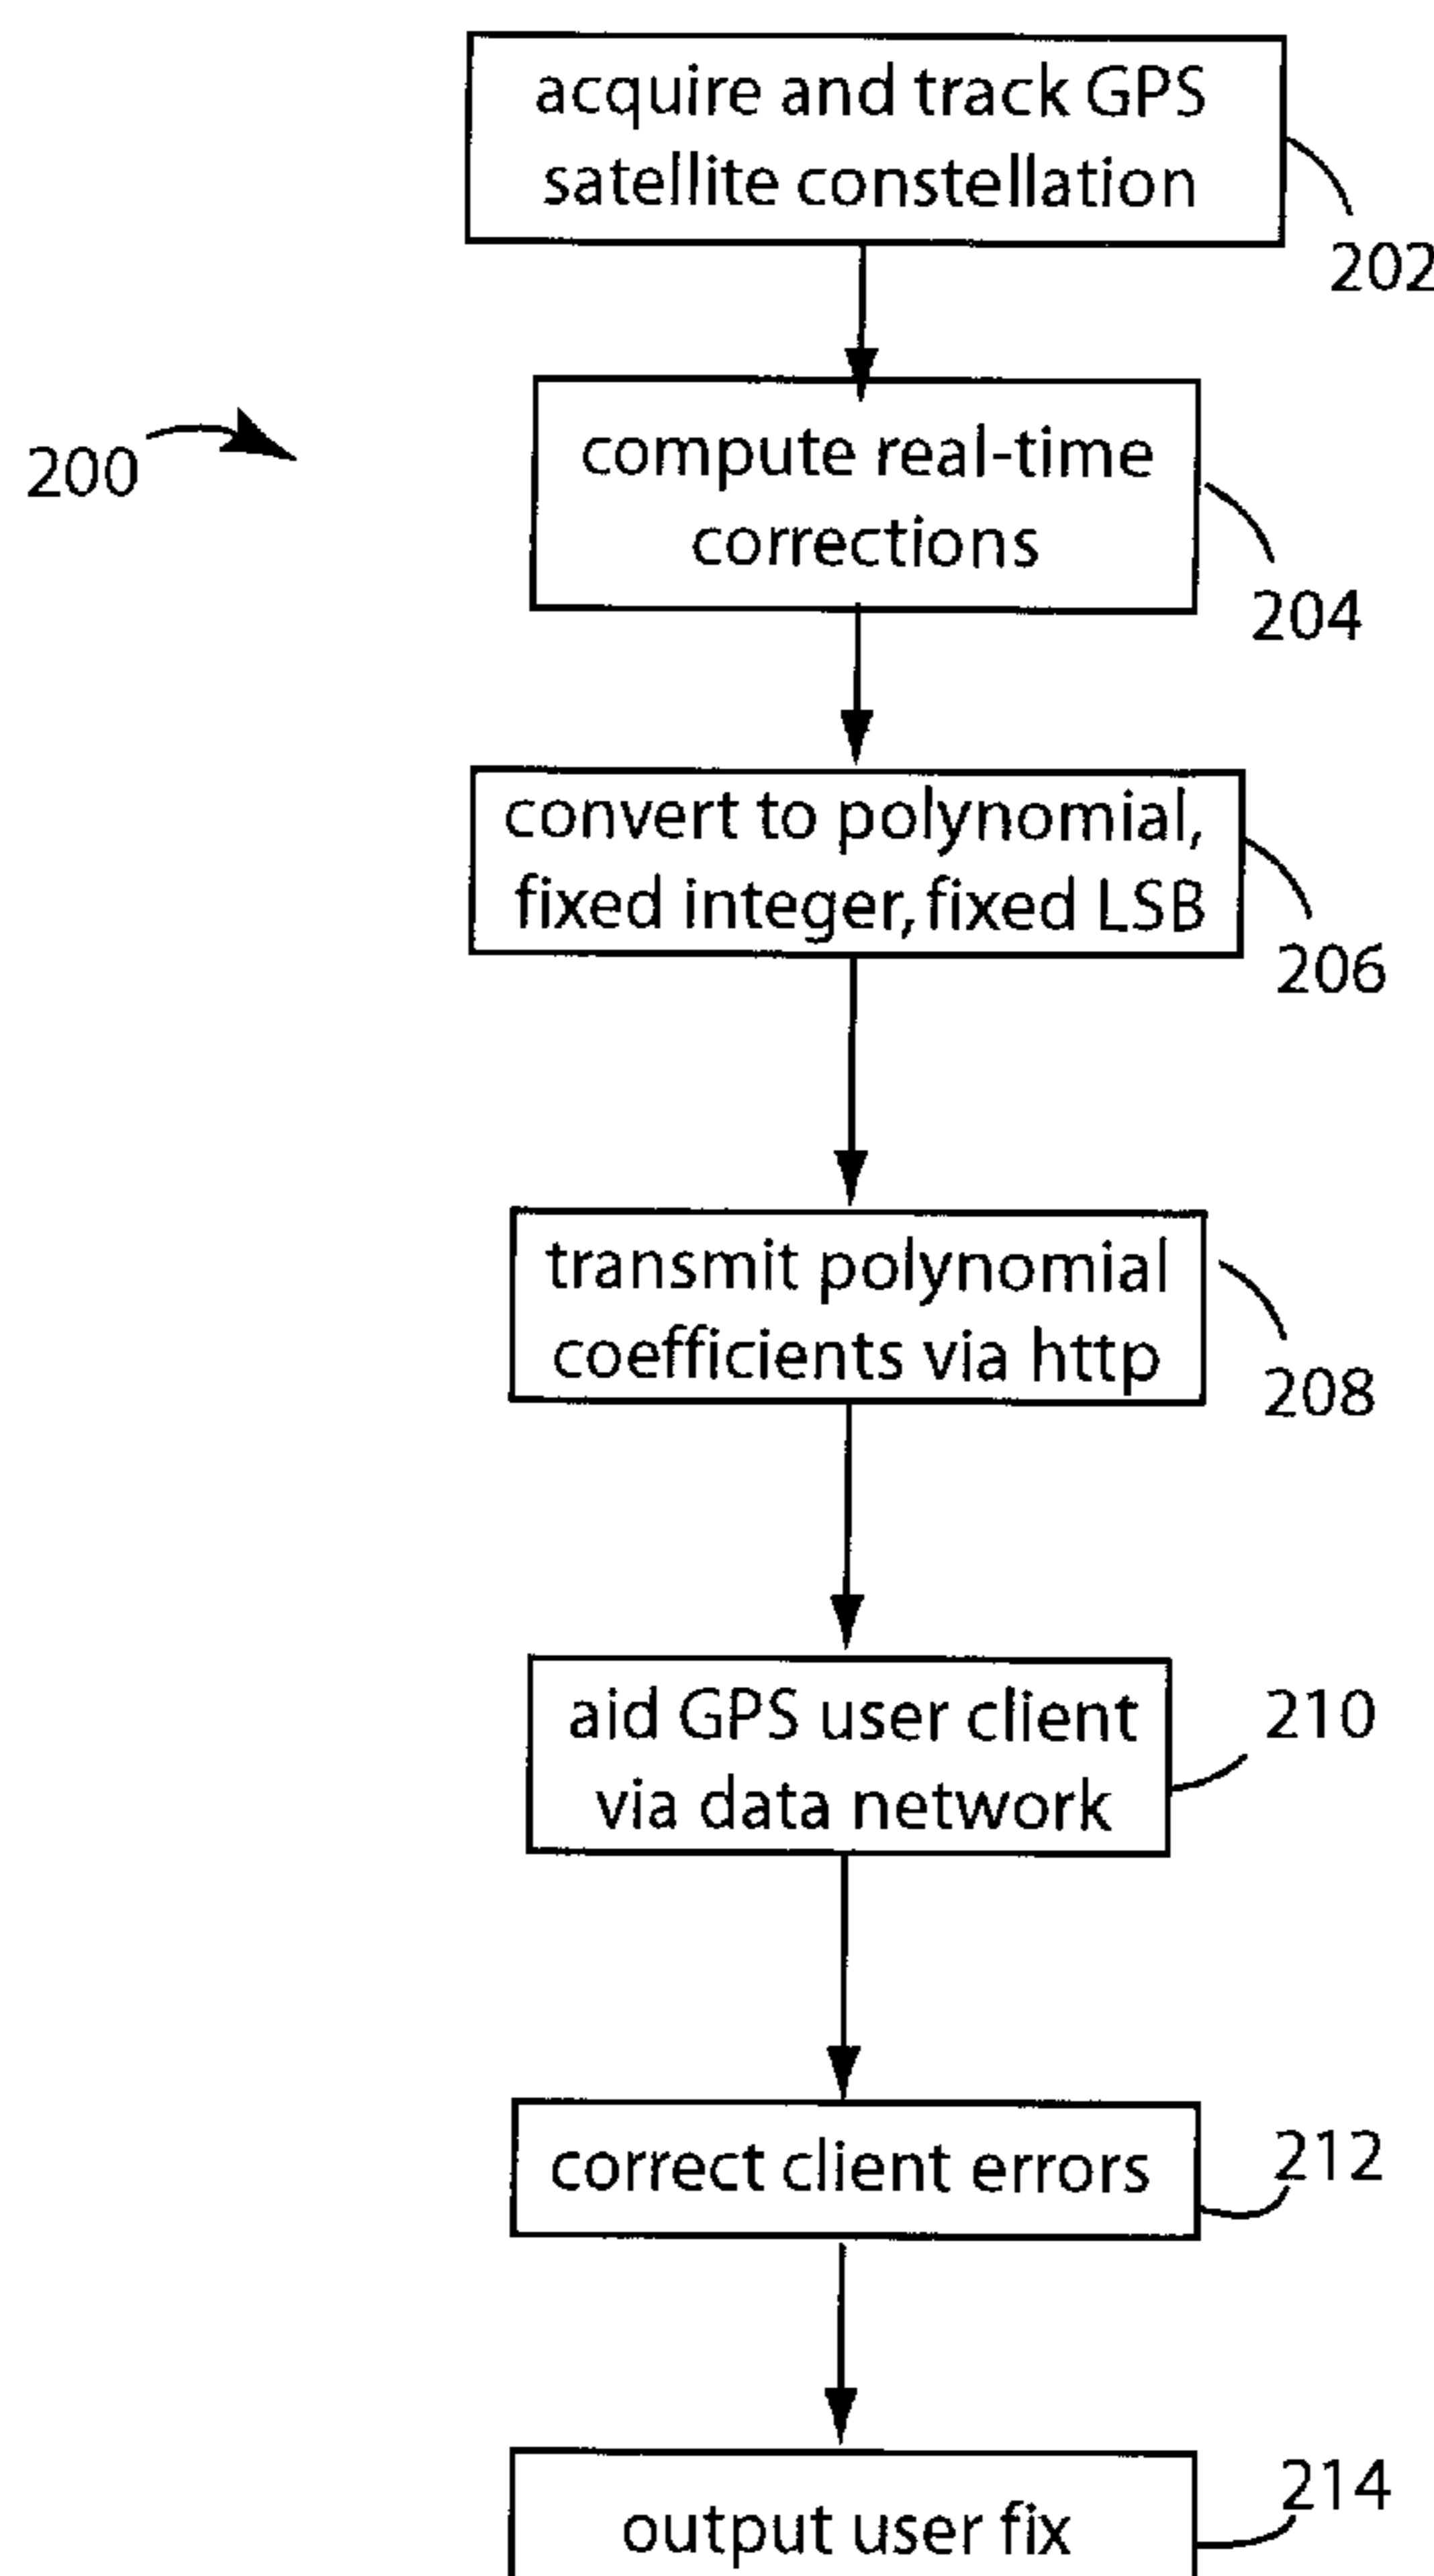 acquire and track GPS
satellite constellation
202
200
compute real-time
corrections
204
convert to polynomial,
fixed integer, fixed LSB
206
transmit polynomial
coefficients via http
208
aid GPS user client
via data network
210
correct client errors
212
output user fix
214